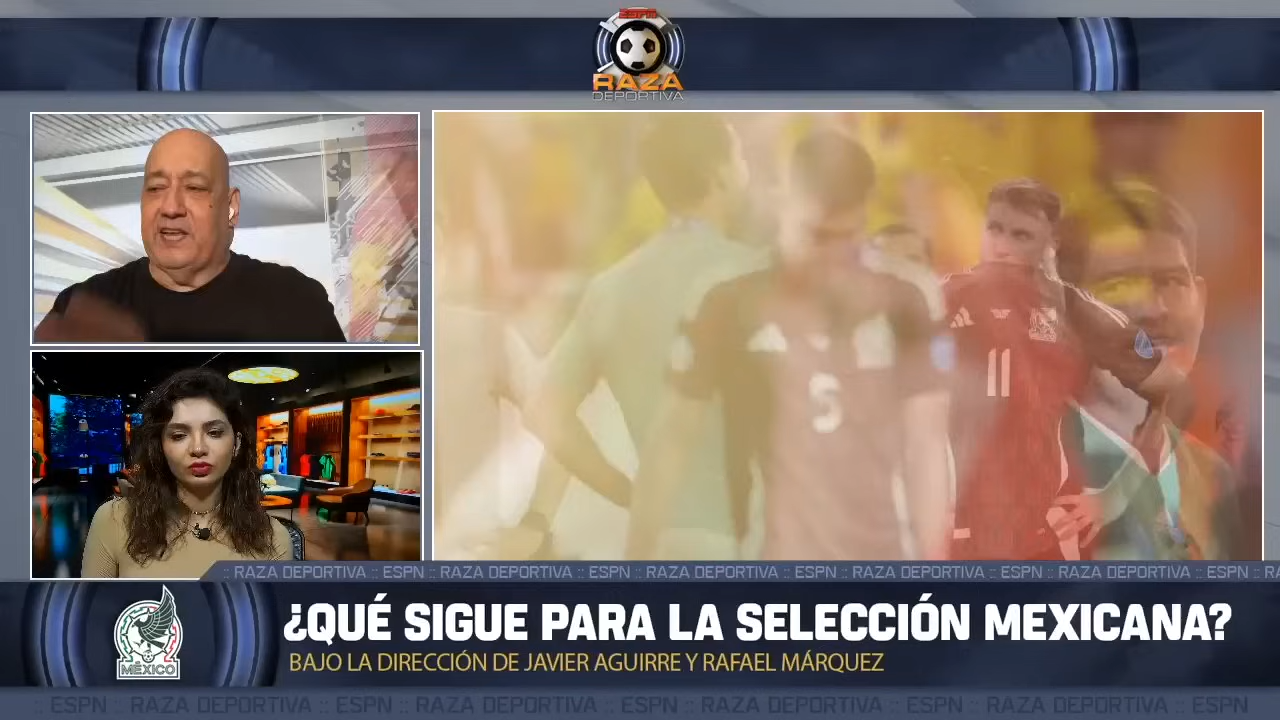 ESPN
RAZA
DEPORTIVA
5
11
:: RAZA DEPORTIVA :: ESPN :: RAZA DEPORTIVA :: ESPN :: RAZA DEPORTIVA :: ESPN :: RAZA DEPORTIVA :: ESPN :: RAZA DEPORTIVA :: ESPN :: RA
¿QUÉ SIGUE PARA LA SELECCIÓN MEXICANA?
BAJO LA DIRECCIÓN DE JAVIER AGUIRRE Y RAFAEL MÁRQUEZ
MÉXICO
:: ESPN :: RAZA DEPORTIVA :: ESPN :: RAZA DEPORTIVA :: ESPN :: RAZA DEPORTIVA :: ESPN :: RAZA DEPORTIVA :: ESPN